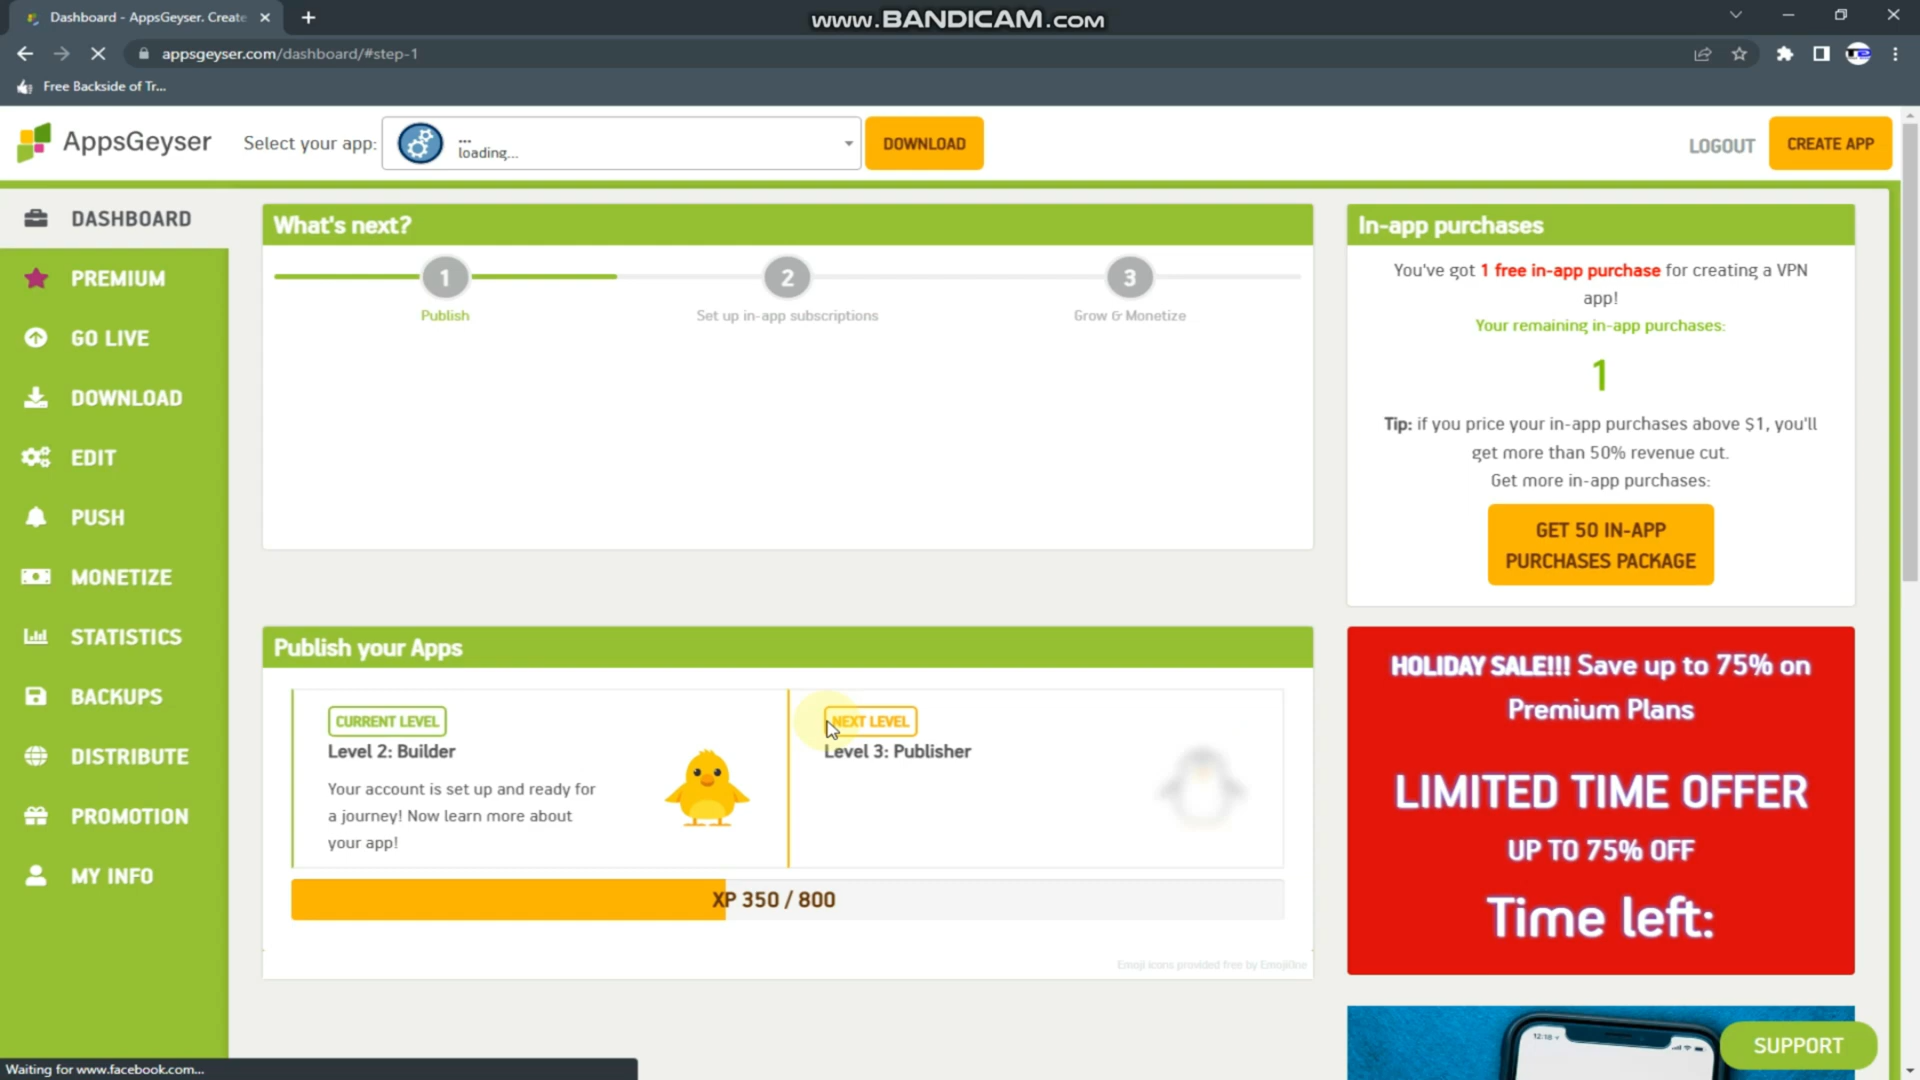 Dashboard - AppsGeyser. Create
www.BANDICAM.com
appsgeyser.com/dashboard/#step-1
Free Backside of Tr...
AppsGeyser
Select your app:
...
loading...
DOWNLOAD
LOGOUT
CREATE APP
DASHBOARD
PREMIUM
GO LIVE
DOWNLOAD
EDIT
PUSH
MONETIZE
STATISTICS
BACKUPS
DISTRIBUTE
PROMOTION
MY INFO
What's next?
1
2
3
Publish
Set up in-app subscriptions
Grow & Monetize
Publish your Apps
CURRENT LEVEL
Level 2: Builder
Your account is set up and ready for
a journey! Now learn more about
your app!
NEXT LEVEL
Level 3: Publisher
XP 350 / 800
Emoji icons provided free by EmojiOne
In-app purchases
You've got 1 free in-app purchase for creating a VPN
app!
Your remaining in-app purchases:
1
Tip: if you price your in-app purchases above $1, you'll
get more than 50% revenue cut.
Get more in-app purchases:
GET 50 IN-APP
PURCHASES PACKAGE
HOLIDAY SALE!!! Save up to 75% on
Premium Plans
LIMITED TIME OFFER
UP TO 75% OFF
Time left:
12:18
SUPPORT
Waiting for www.facebook.com...